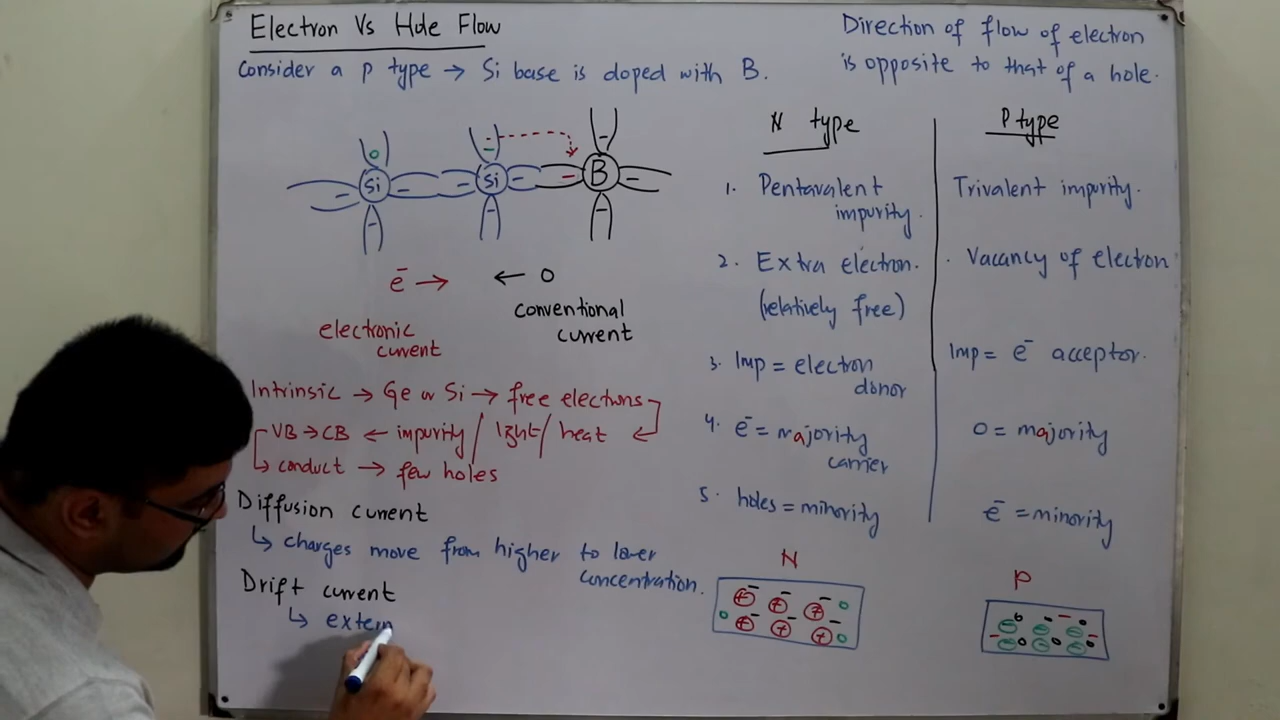 Electron Vs Hole Flow
Consider a P type → Si base is doped with B.
Direction of flow of electron
is opposite to that of a hole.
Si Si B
e⁻ → ← O
electronic
current
conventional
current
Intrinsic → Ge or Si → free electrons
VB → CB ← impurity / light / heat
↳ conduct → few holes
Diffusion current
↳ charges move from higher to lower
concentration.
Drift current
↳ extern
N type
1. Pentavalent
impurity.
2. Extra electron.
(relatively free)
3. Imp = electron
donor
4. e⁻ = majority
carrier
5. holes = minority
N
P type
Trivalent impurity.
. Vacancy of electron
Imp = e⁻ acceptor.
O = majority
e⁻ = minority
P